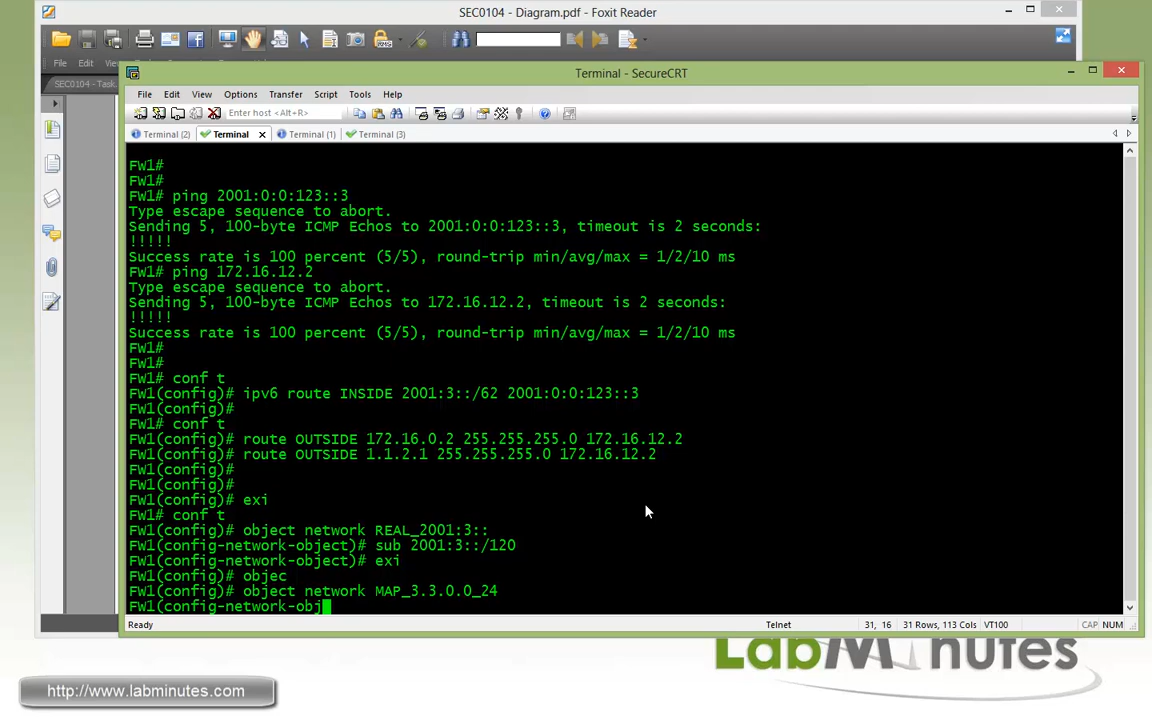 SEC0104 - Diagram.pdf - Foxit Reader
File
Edit
SEC0104 - Task
Terminal - SecureCRT
File Edit View Options Transfer Script Tools Help
Enter host <Alt+R>
Terminal (2) Terminal Terminal (1) Terminal (3)
FW1#
FW1#
FW1# ping 2001:0:0:123::3
Type escape sequence to abort.
Sending 5, 100-byte ICMP Echos to 2001:0:0:123::3, timeout is 2 seconds:
!!!!!
Success rate is 100 percent (5/5), round-trip min/avg/max = 1/2/10 ms
FW1# ping 172.16.12.2
Type escape sequence to abort.
Sending 5, 100-byte ICMP Echos to 172.16.12.2, timeout is 2 seconds:
!!!!!
Success rate is 100 percent (5/5), round-trip min/avg/max = 1/2/10 ms
FW1#
FW1#
FW1# conf t
FW1(config)# ipv6 route INSIDE 2001:3::/62 2001:0:0:123::3
FW1(config)#
FW1# conf t
FW1(config)# route OUTSIDE 172.16.0.2 255.255.255.0 172.16.12.2
FW1(config)# route OUTSIDE 1.1.2.1 255.255.255.0 172.16.12.2
FW1(config)#
FW1(config)#
FW1(config)# exi
FW1# conf t
FW1(config)# object network REAL_2001:3::
FW1(config-network-object)# sub 2001:3::/120
FW1(config-network-object)# exi
FW1(config)# objec
FW1(config)# object network MAP_3.3.0.0_24
FW1(config-network-obj
Ready Telnet 31, 16 31 Rows, 113 Cols VT100 CAP NUM
LabMinutes
http://www.labminutes.com